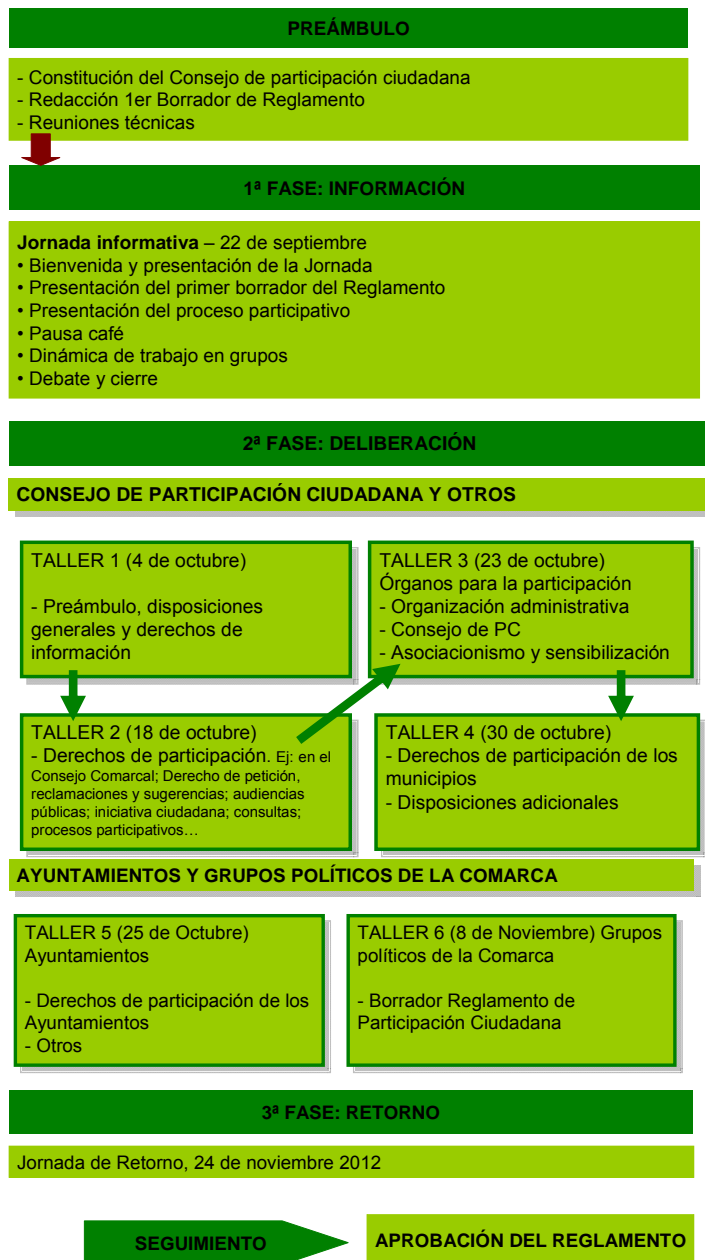 PREÁMBULO
- Constitución del Consejo de participación ciudadana
- Redacción 1er Borrador de Reglamento
- Reuniones técnicas
1ª FASE: INFORMACIÓN
Jornada informativa – 22 de septiembre
• Bienvenida y presentación de la Jornada
• Presentación del primer borrador del Reglamento
• Presentación del proceso participativo
• Pausa café
• Dinámica de trabajo en grupos
• Debate y cierre
2ª FASE: DELIBERACIÓN
CONSEJO DE PARTICIPACIÓN CIUDADANA Y OTROS
TALLER 1 (4 de octubre)
- Preámbulo, disposiciones
generales y derechos de
información
TALLER 2 (18 de octubre)
- Derechos de participación. Ej: en el
Consejo Comarcal; Derecho de petición,
reclamaciones y sugerencias; audiencias
públicas; iniciativa ciudadana; consultas;
procesos participativos…
TALLER 3 (23 de octubre)
Órganos para la participación
- Organización administrativa
- Consejo de PC
- Asociacionismo y sensibilización
TALLER 4 (30 de octubre)
- Derechos de participación de los
municipios
- Disposiciones adicionales
AYUNTAMIENTOS Y GRUPOS POLÍTICOS DE LA COMARCA
TALLER 5 (25 de Octubre)
Ayuntamientos
- Derechos de participación de los
Ayuntamientos
- Otros
TALLER 6 (8 de Noviembre) Grupos
políticos de la Comarca
- Borrador Reglamento de
Participación Ciudadana
3ª FASE: RETORNO
Jornada de Retorno, 24 de noviembre 2012
SEGUIMIENTO
APROBACIÓN DEL REGLAMENTO